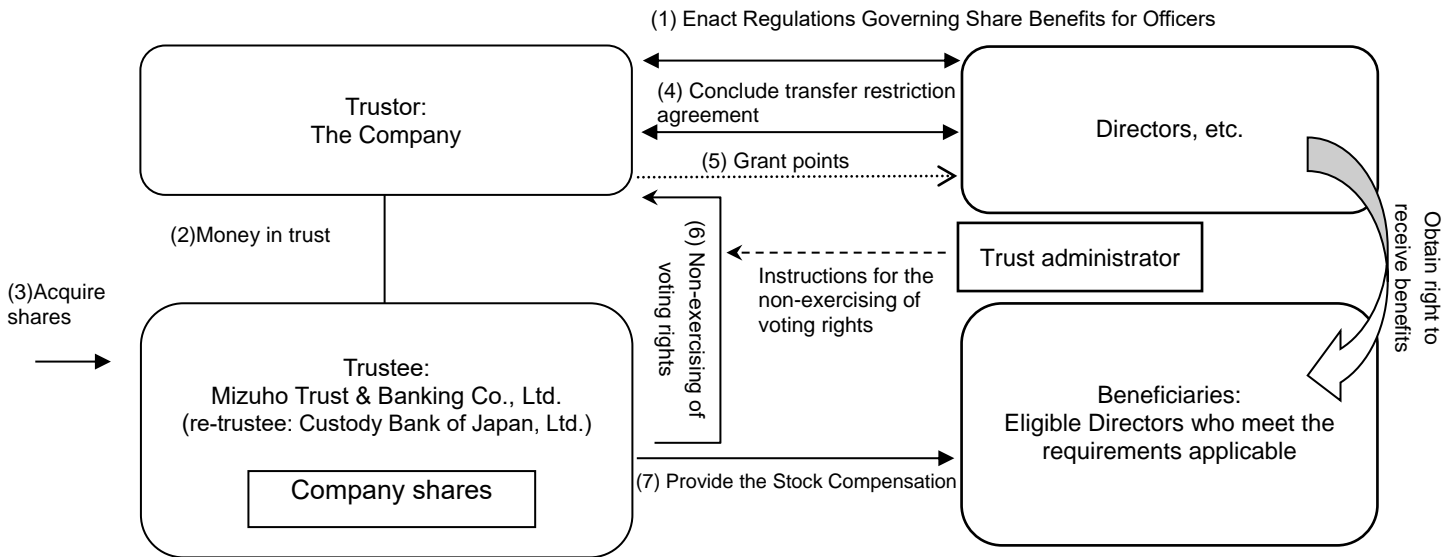 (1) Enact Regulations Governing Share Benefits for Officers
Trustor:
The Company
(4) Conclude transfer restriction
agreement
Directors, etc.
(5) Grant points
(2)Money in trust
(6) Non-exercising of
voting rights
Instructions for the
non-exercising of
voting rights
Trust administrator
Obtain right to
receive benefits
(3)Acquire
shares
Trustee:
Mizuho Trust & Banking Co., Ltd.
(re-trustee: Custody Bank of Japan, Ltd.)
Company shares
Beneficiaries:
Eligible Directors who meet the
requirements applicable
(7) Provide the Stock Compensation